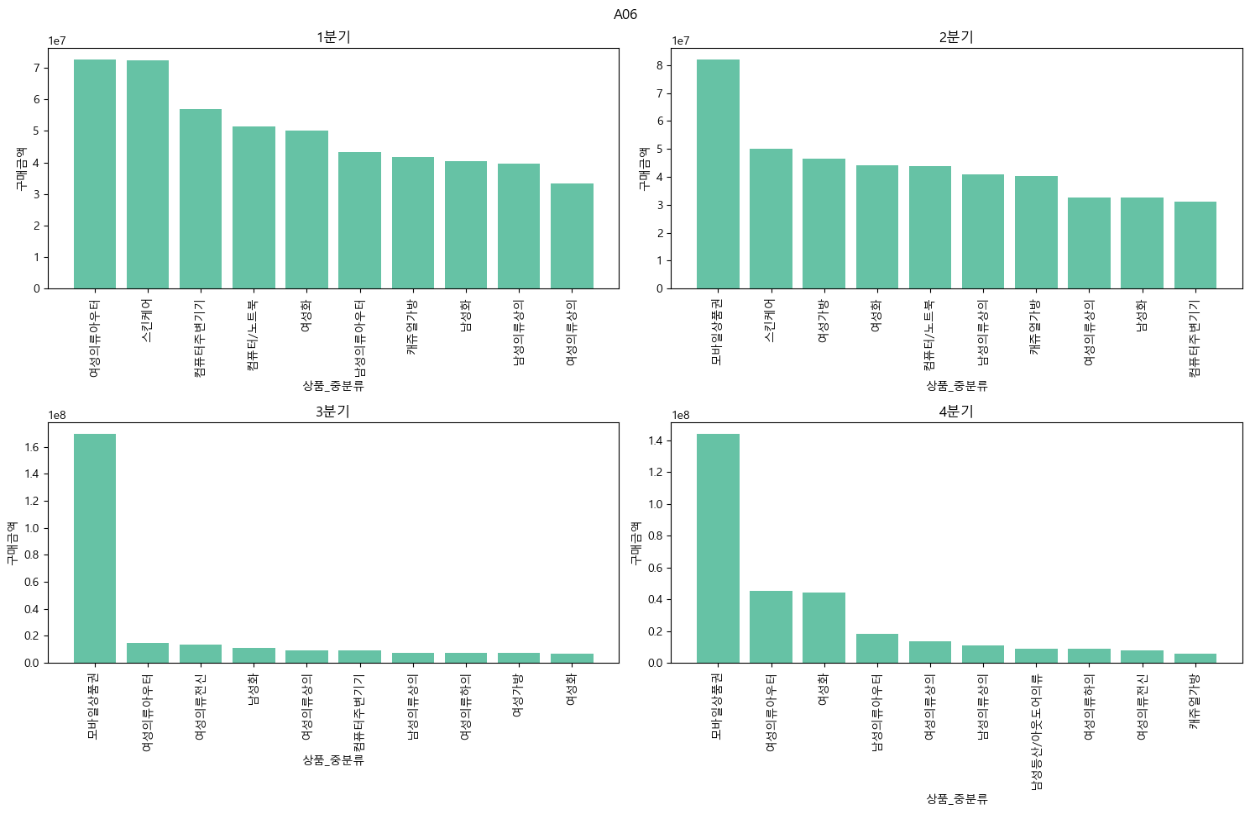 A06
1분기
1e7
7
6
5
4
3
2
1
0
구매금액
여성의류아우터
스킨케어
컴퓨터주변기기
컴퓨터/노트북
여성화
남성의류아우터
캐쥬얼가방
남성화
남성의류상의
여성의류상의
상품_중분류
2분기
1e7
8
7
6
5
4
3
2
1
0
구매금액
모바일상품권
스킨케어
여성가방
여성화
컴퓨터/노트북
남성의류상의
캐쥬얼가방
여성의류상의
남성화
컴퓨터주변기기
상품_중분류
3분기
1e8
1.6
1.4
1.2
1.0
0.8
0.6
0.4
0.2
0.0
구매금액
모바일상품권
여성의류아우터
여성의류전신
남성화
여성의류상의
컴퓨터주변기기
남성의류상의
여성의류하의
여성가방
여성화
상품_중분류
4분기
1e8
1.4
1.2
1.0
0.8
0.6
0.4
0.2
0.0
구매금액
모바일상품권
여성의류아우터
여성화
남성의류아우터
여성의류상의
남성의류상의
남성등산/아웃도어의류
여성의류하의
여성의류전신
캐쥬얼가방
상품_중분류